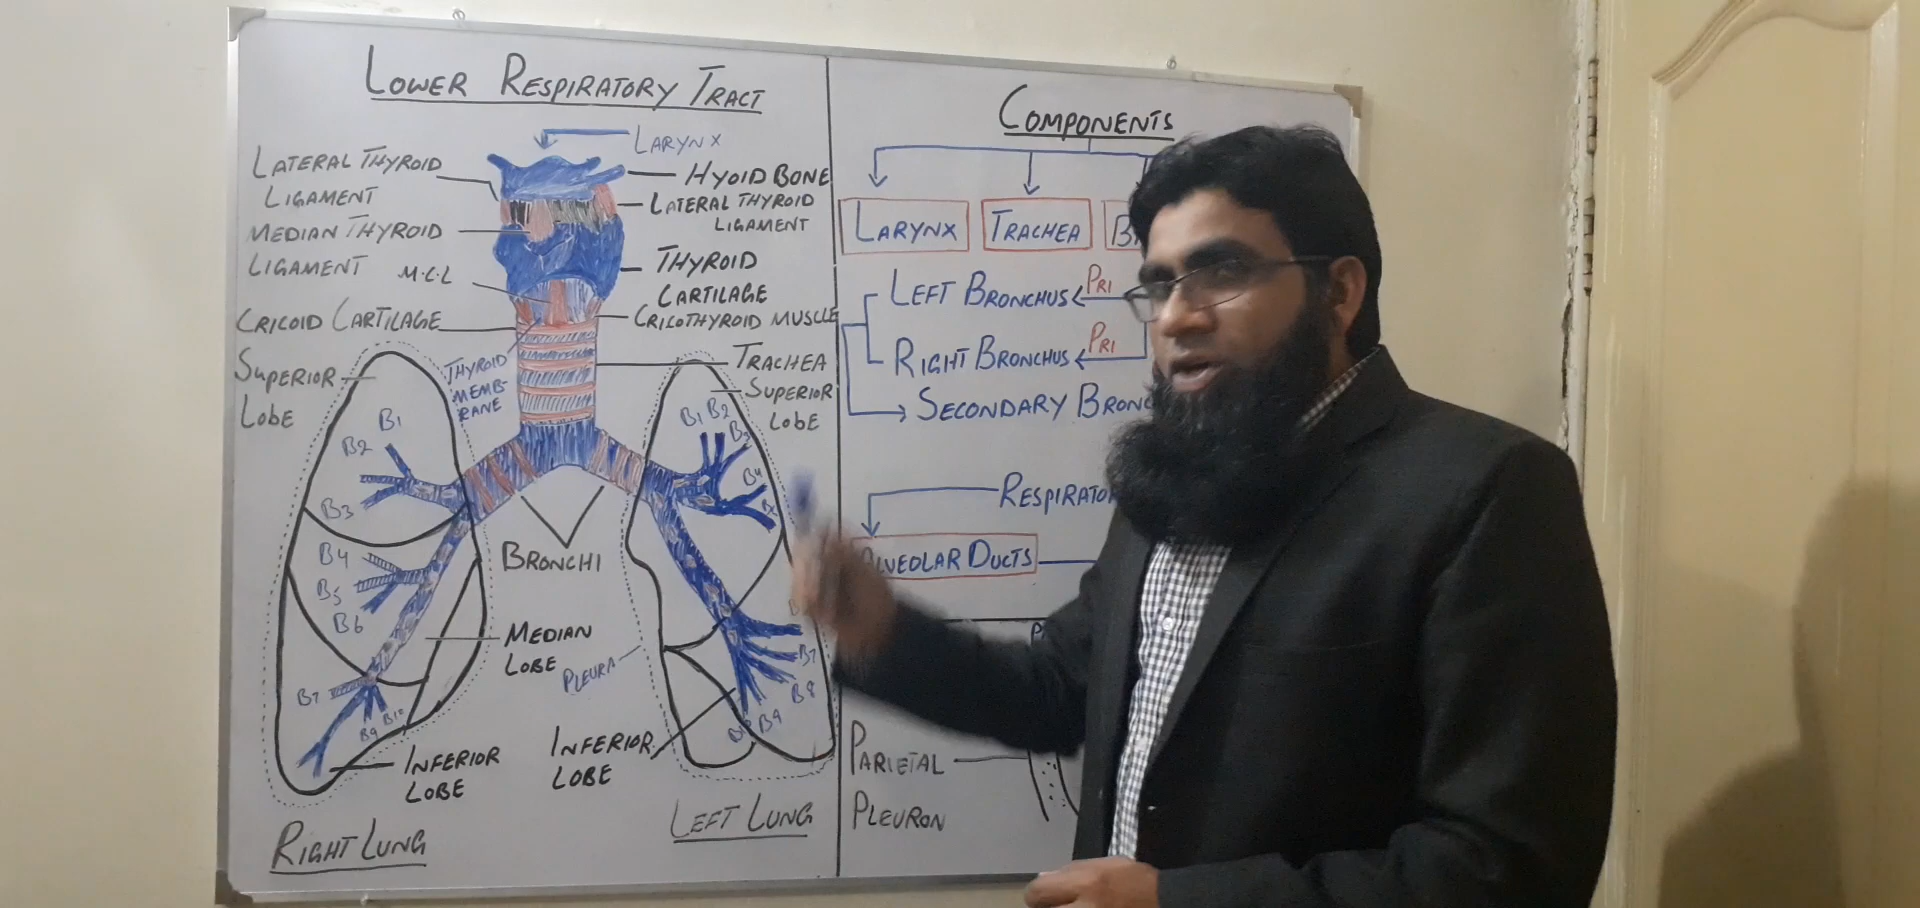 LOWER RESPIRATORY TRACT
LARYNX
LATERAL THYROID
LIGAMENT
MEDIAN THYROID
LIGAMENT
M.C.L
CRICOID CARTILAGE
SUPERIOR
LOBE
THYROID
MEMB-
RANE
HYOID BONE
LATERAL THYROID
LIGAMENT
THYROID
CARTILAGE
CRICOTHYROID MUSCLE
TRACHEA
SUPERIOR
LOBE
B1
B2
B3
B4
B5
B6
B7
B9
B10
B1 B2
B3
B4
B7
B8
B9
BRONCHI
MEDIAN
LOBE
PLEURA
INFERIOR
LOBE
INFERIOR
LOBE
RIGHT LUNG
LEFT LUNG
COMPONENTS
LARYNX
TRACHEA
LEFT BRONCHUS
PRI
RIGHT BRONCHUS
PRI
SECONDARY BRONC
RESPIRATO
ALVEOLAR DUCTS
PARIETAL
PLEURON